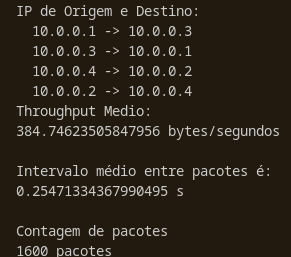 IP de Origem e Destino:
10.0.0.1 -> 10.0.0.3
10.0.0.3 -> 10.0.0.1
10.0.0.4 -> 10.0.0.2
10.0.0.2 -> 10.0.0.4
Throughput Medio:
384.74623505847956 bytes/segundos
Intervalo médio entre pacotes é:
0.25471334367990495 s
Contagem de pacotes
1600 pacotes